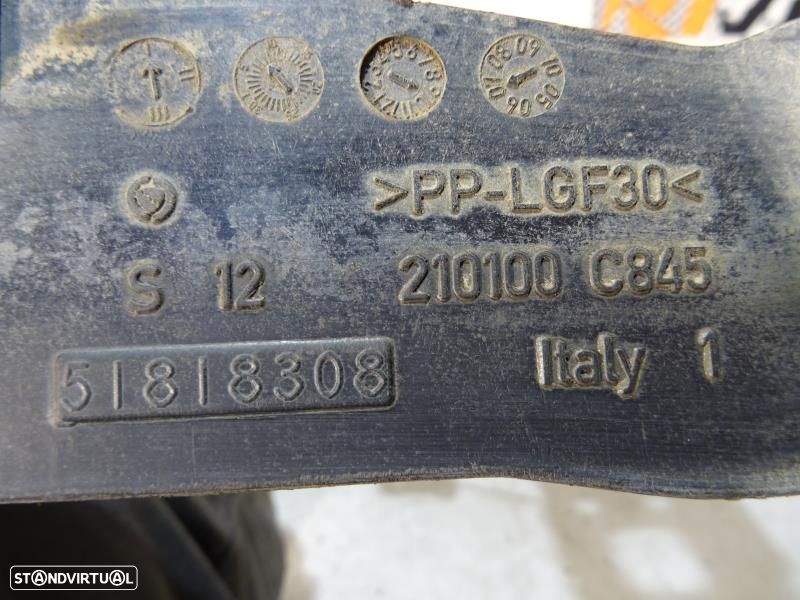 >PP-LGF30<
S 12
210100 C845
51818308
Italy 1
STANDVIRTUAL